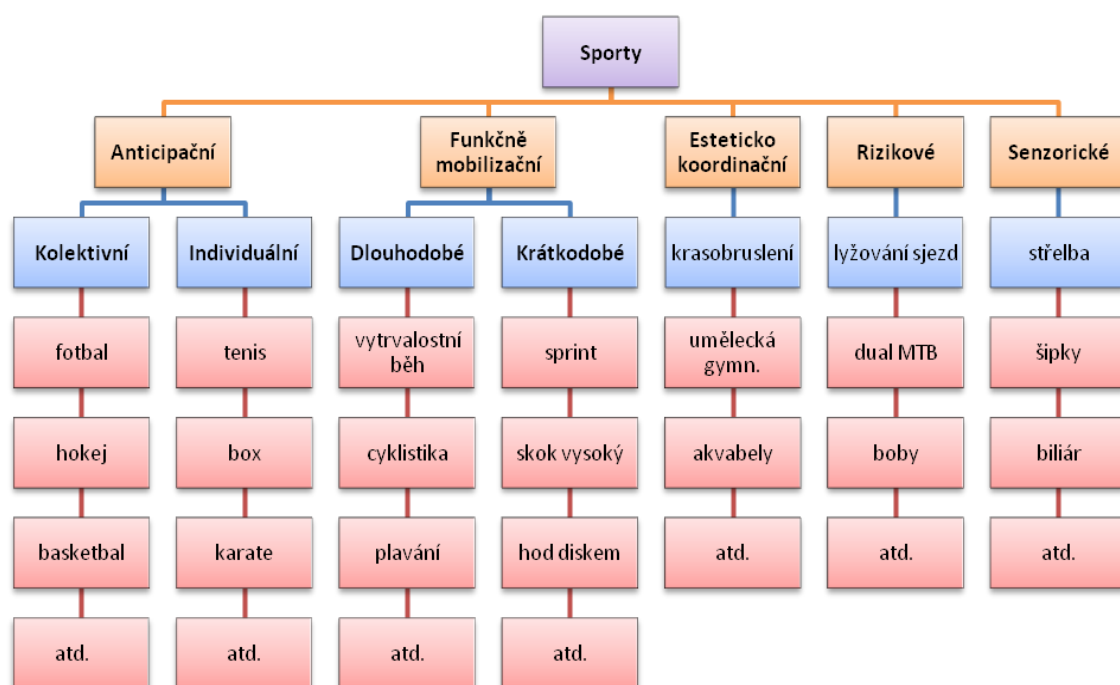 Sporty
Anticipační
Funkčně
mobilizační
Esteticko
koordinační
Rizikové
Senzorické
Kolektivní
Individuální
Dlouhodobé
Krátkodobé
krasobruslení
lyžování sjezd
střelba
fotbal
tenis
vytrvalostní
běh
sprint
umělecká
gymn.
dual MTB
šipky
hokej
box
cyklistika
skok vysoký
akvabely
boby
biliár
basketbal
karate
plavání
hod diskem
atd.
atd.
atd.
atd.
atd.
atd.
atd.